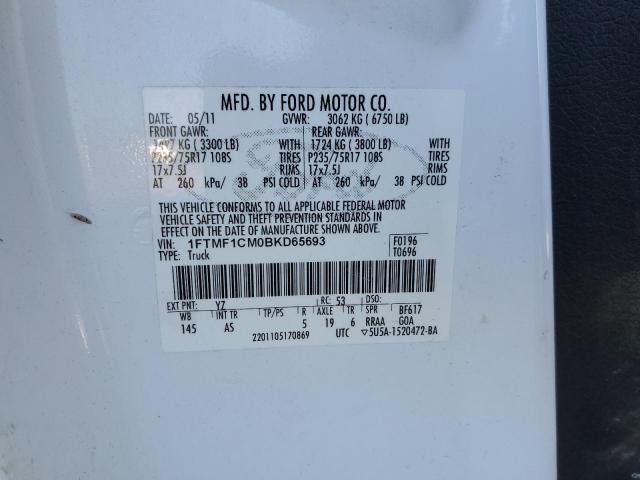 MFD. BY FORD MOTOR CO.
DATE: 05/11 GVWR: 3062 KG ( 6750 LB)
FRONT GAWR: REAR GAWR:
1497 KG ( 3300 LB) WITH 1724 KG ( 3800 LB) WITH
P235/75R17 108S TIRES P235/75R17 108S TIRES
17x7.5J RIMS 17x7.5J RIMS
AT 260 kPa/ 38 PSI COLD AT 260 kPa/ 38 PSI COLD
THIS VEHICLE CONFORMS TO ALL APPLICABLE FEDERAL MOTOR
VEHICLE SAFETY AND THEFT PREVENTION STANDARDS IN
EFFECT ON THE DATE OF MANUFACTURE SHOWN ABOVE.
VIN: 1FTMF1CM0BKD65693 F0196
TYPE: Truck T0696
EXT PNT: YZ RC: 53 DSO:
WB INT TR TP/PS R AXLE TR SPR BF617
145 AS 5 19 6 RRAA GOA
2201105170869 UTC ▽5U5A-1520472-BA
Ford